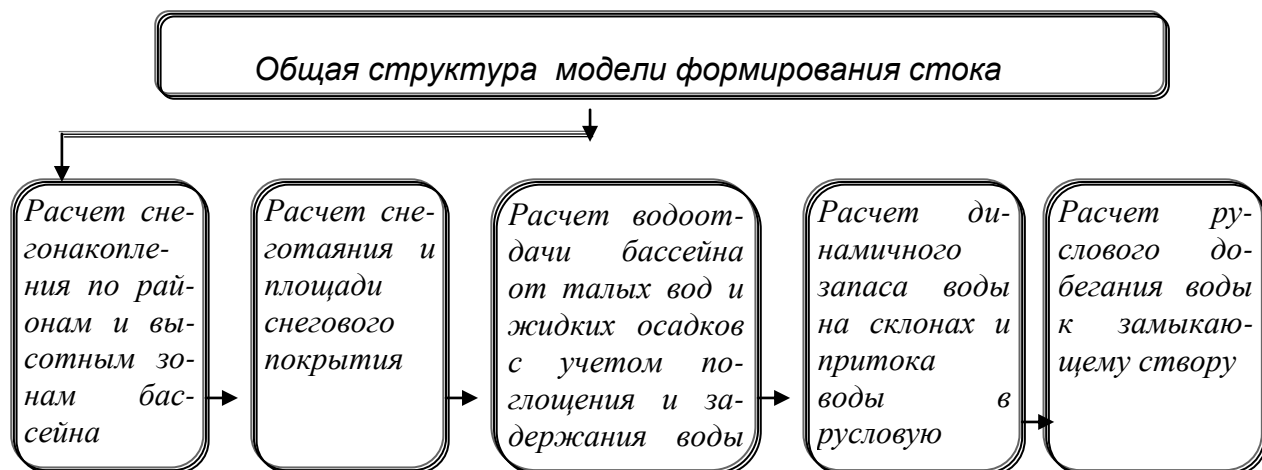 Общая структура модели формирования стока
Расчет сне-
гонакопле-
ния по рай-
онам и вы-
сотным зо-
нам бас-
сейна
Расчет сне-
готаяния и
площади
снегового
покрытия
Расчет водоот-
дачи бассейна
от талых вод и
жидких осадков
с учетом по-
глощения и за-
держания воды
Расчет ди-
намичного
запаса воды
на склонах и
притока
воды в
русловую
Расчет ру-
слового до-
бегания воды
к замыкаю-
щему створу